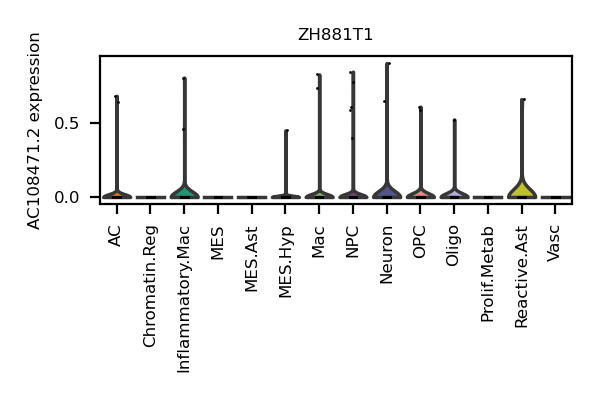 ZH881T1
AC108471.2 expression
0.5
0.0
AC
Chromatin.Reg
Inflammatory.Mac
MES
MES.Ast
MES.Hyp
Mac
NPC
Neuron
OPC
Oligo
Prolif.Metab
Reactive.Ast
Vasc